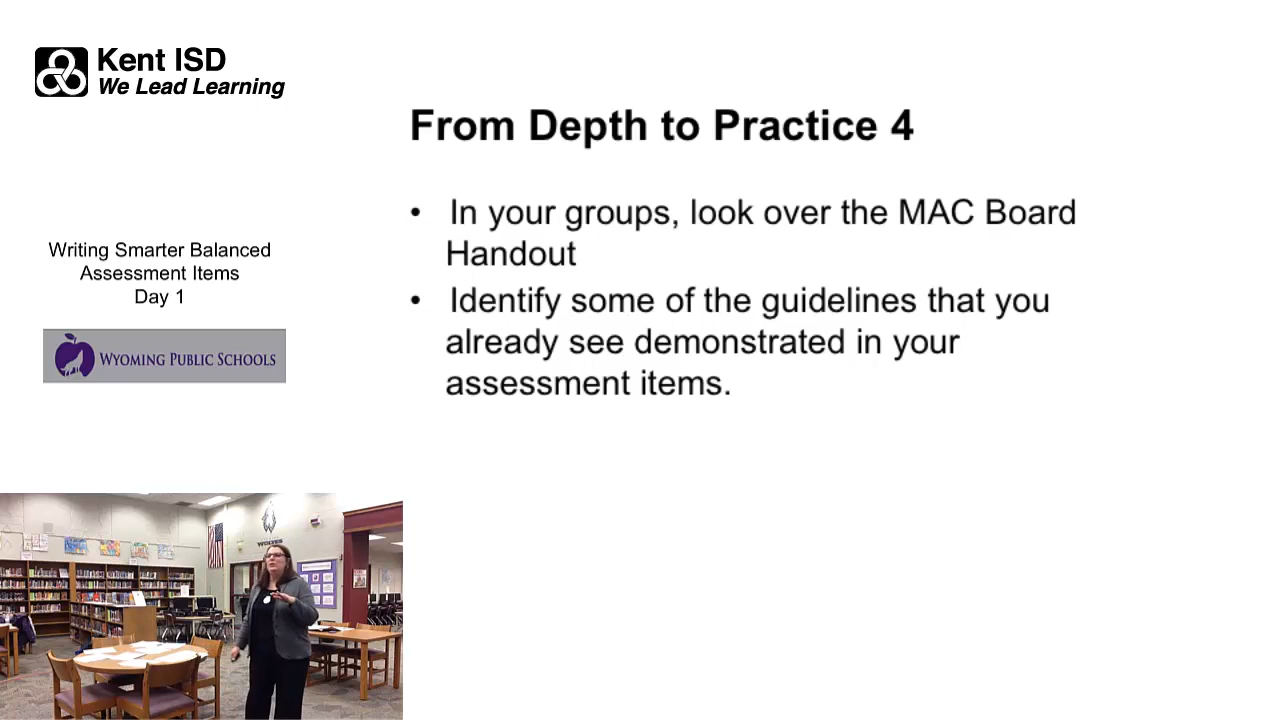 Kent ISD
We Lead Learning
From Depth to Practice 4
• In your groups, look over the MAC Board
Handout
• Identify some of the guidelines that you
already see demonstrated in your
assessment items.
Writing Smarter Balanced
Assessment Items
Day 1
WYOMING PUBLIC SCHOOLS
WOLVES